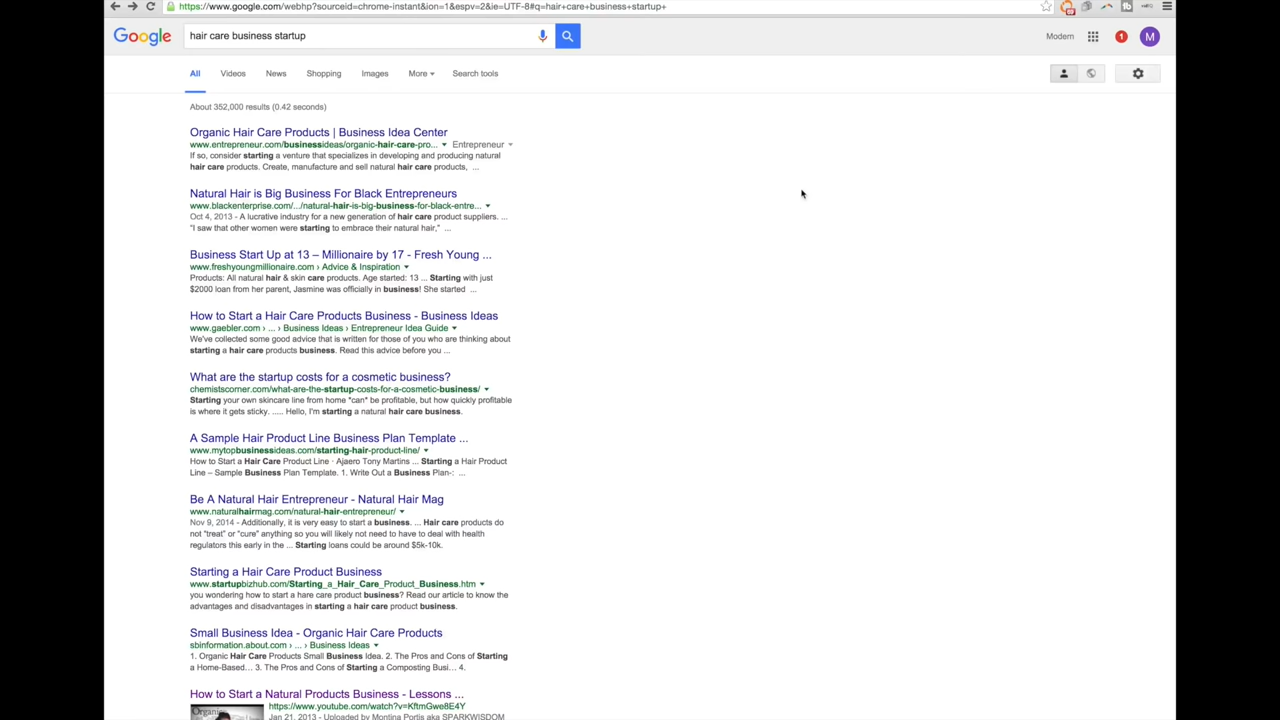 https://www.google.com/webhp?sourceid=chrome-instant&ion=1&espv=2&ie=UTF-8#q=hair+care+business+startup+
Google
hair care business startup
Modern
1
M
All Videos News Shopping Images More Search tools
About 352,000 results (0.42 seconds)
Organic Hair Care Products | Business Idea Center
www.entrepreneur.com/businessideas/organic-hair-care-pro... Entrepreneur
If so, consider starting a venture that specializes in developing and producing natural
hair care products. Create, manufacture and sell natural hair care products, ...
Natural Hair is Big Business For Black Entrepreneurs
www.blackenterprise.com/.../natural-hair-is-big-business-for-black-entre...
Oct 4, 2013 - A lucrative industry for a new generation of hair care product suppliers. ...
"I saw that other women were starting to embrace their natural hair," ...
Business Start Up at 13 – Millionaire by 17 - Fresh Young ...
www.freshyoungmillionaire.com › Advice & Inspiration
Products: All natural hair & skin care products. Age started: 13 ... Starting with just
$2000 loan from her parent, Jasmine was officially in business! She started ...
How to Start a Hair Care Products Business - Business Ideas
www.gaebler.com › ... › Business Ideas › Entrepreneur Idea Guide
We've collected some good advice that is written for those of you who are thinking about
starting a hair care products business. Read this advice before you ...
What are the startup costs for a cosmetic business?
chemistscorner.com/what-are-the-startup-costs-for-a-cosmetic-business/
Starting your own skincare line from home "can" be profitable, but how quickly profitable
is where it gets sticky. ..... Hello, I'm starting a natural hair care business.
A Sample Hair Product Line Business Plan Template ...
www.mytopbusinessideas.com/starting-hair-product-line/
How to Start a Hair Care Product Line · Ajaero Tony Martins ... Starting a Hair Product
Line – Sample Business Plan Template. 1. Write Out a Business Plan-: ...
Be A Natural Hair Entrepreneur - Natural Hair Mag
www.naturalhairmag.com/natural-hair-entrepreneur/
Nov 9, 2014 - Additionally, it is very easy to start a business. ... Hair care products do
not "treat" or "cure" anything so you will likely not need to have to deal with health
regulators this early in the ... Starting loans could be around $5k-10k.
Starting a Hair Care Product Business
www.startupbizhub.com/Starting_a_Hair_Care_Product_Business.htm
you wondering how to start a hare care product business? Read our article to know the
advantages and disadvantages in starting a hair care product business.
Small Business Idea - Organic Hair Care Products
sbinformation.about.com › ... › Business Ideas
1. Organic Hair Care Products Small Business Idea. 2. The Pros and Cons of Starting
a Home-Based... 3. The Pros and Cons of Starting a Composting Busi... 4.
How to Start a Natural Products Business - Lessons ...
https://www.youtube.com/watch?v=KftmGwe8E4Y
Organic
Jan 21, 2013 - Uploaded by Montina Portis aka SPARKWISDOM